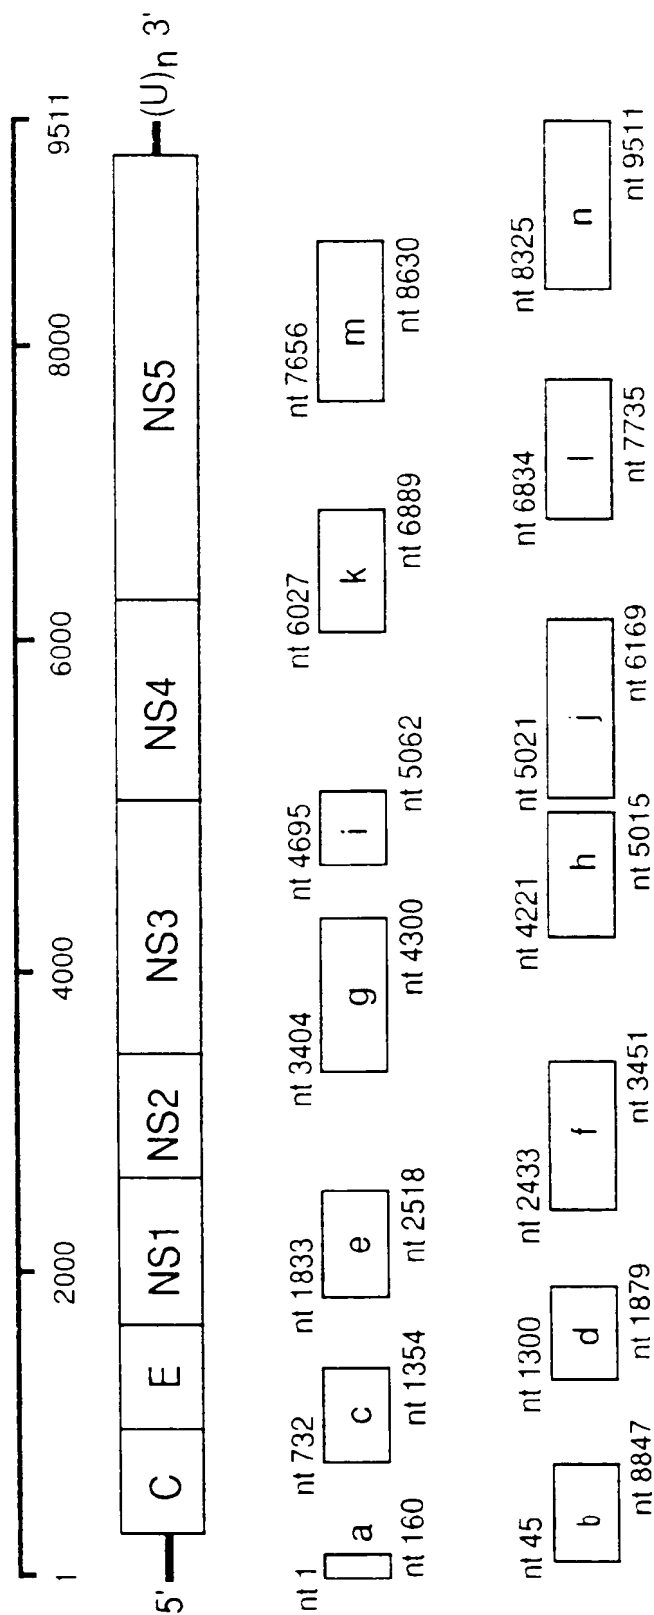 1 2000 4000 6000 8000 9511
5' C E NS1 NS2 NS3 NS4 NS5 (U)n 3'
nt 1 nt 732 nt 1833 nt 3404 nt 4695 nt 6027 nt 7656
a c e g i k m
nt 160 nt 1354 nt 2518 nt 4300 nt 5062 nt 6889 nt 8630
nt 45 nt 1300 nt 2433 nt 4221 nt 5021 nt 6834 nt 8325
b d f h j l n
nt 8847 nt 1879 nt 3451 nt 5015 nt 6169 nt 7735 nt 9511